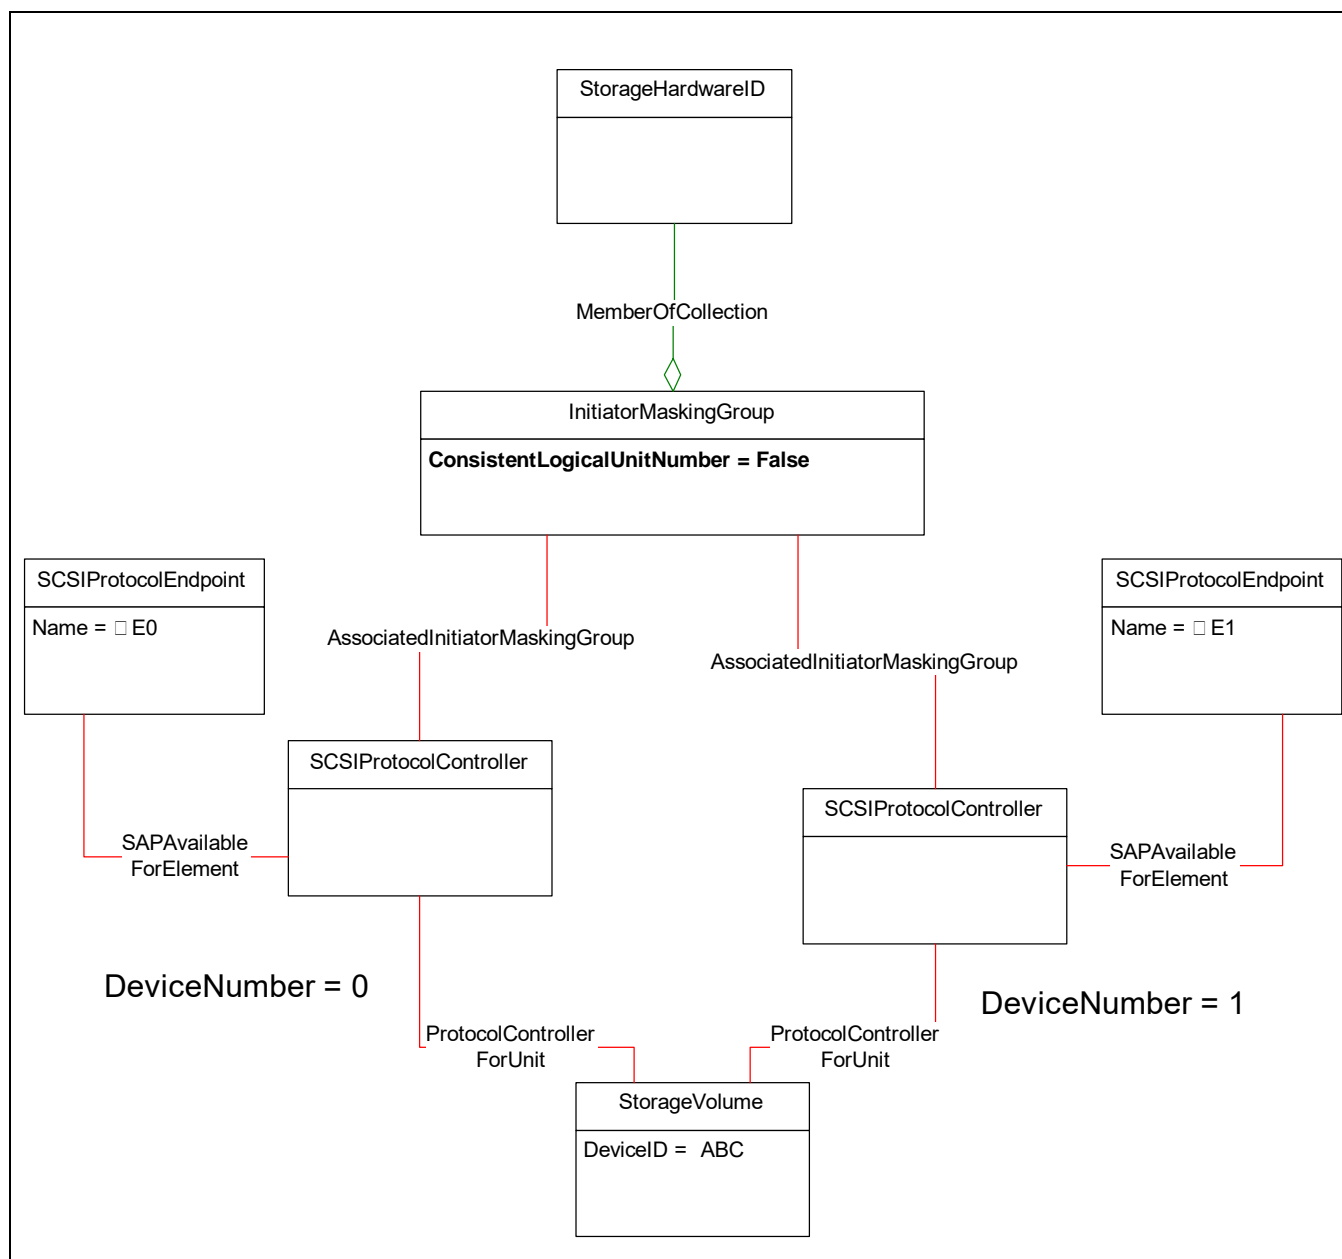 StorageHardwareID
MemberOfCollection
InitiatorMaskingGroup
ConsistentLogicalUnitNumber = False
SCSIProtocolEndpoint
Name = □ E0
SCSIProtocolEndpoint
Name = □ E1
AssociatedInitiatorMaskingGroup
AssociatedInitiatorMaskingGroup
SCSIProtocolController
SCSIProtocolController
SAPAvailable
ForElement
SAPAvailable
ForElement
DeviceNumber = 0
DeviceNumber = 1
ProtocolController
ForUnit
ProtocolController
ForUnit
StorageVolume
DeviceID = ABC